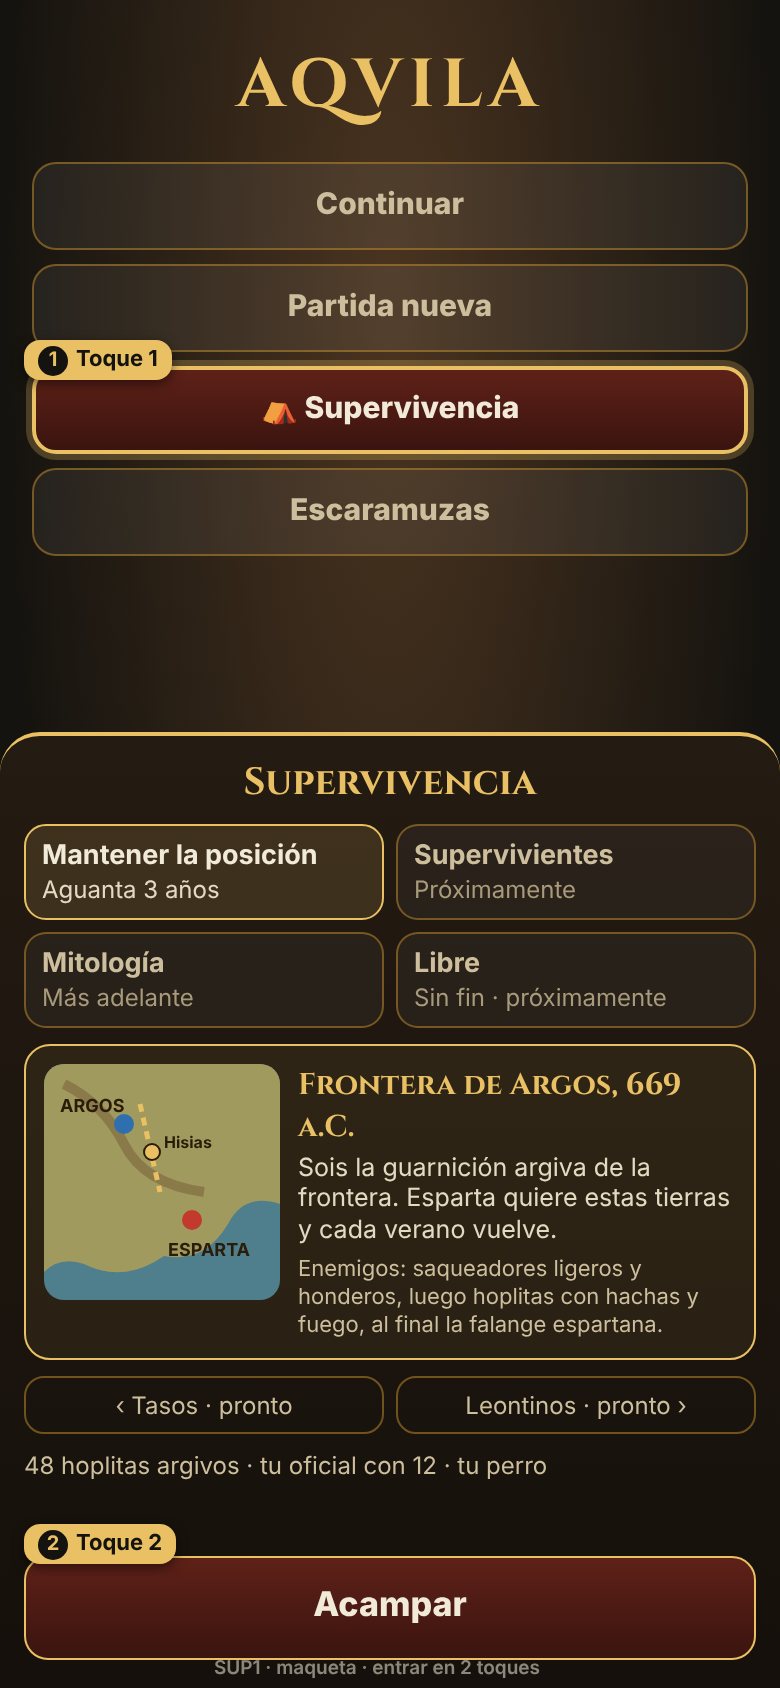 AQVILA
Continuar
Partida nueva
1 Toque 1
Supervivencia
Escaramuzas
Supervivencia
Mantener la posición
Aguanta 3 años
Supervivientes
Próximamente
Mitología
Más adelante
Libre
Sin fin · próximamente
ARGOS
Hisias
ESPARTA
Frontera de Argos, 669
a.C.
Sois la guarnición argiva de la
frontera. Esparta quiere estas tierras
y cada verano vuelve.
Enemigos: saqueadores ligeros y
honderos, luego hoplitas con hachas y
fuego, al final la falange espartana.
‹ Tasos · pronto
Leontinos · pronto ›
48 hoplitas argivos · tu oficial con 12 · tu perro
2 Toque 2
Acampar
SUP1 · maqueta · entrar en 2 toques